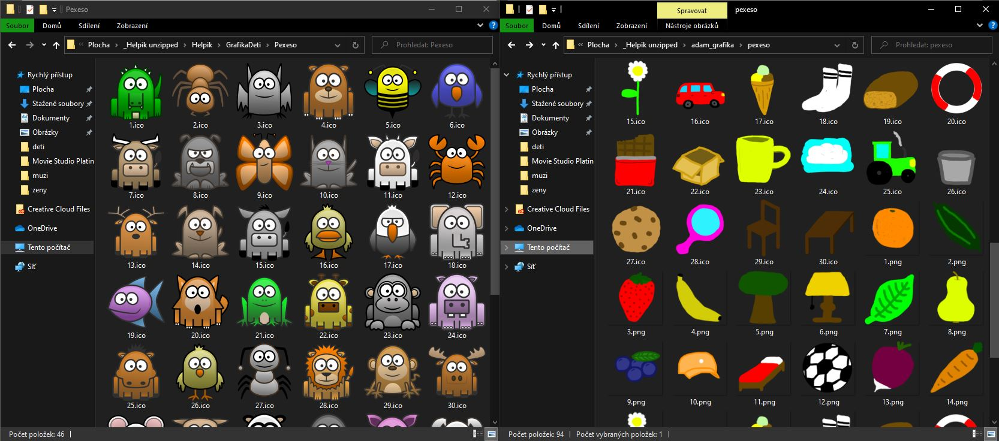 Pexeso
Soubor Domů Sdílení Zobrazení
Plocha _Helpik unzipped Helpik GrafikaDeti Pexeso Prohledat: Pexeso
Rychlý přístup
Plocha
Stažené soubory
Dokumenty
Obrázky
deti
Movie Studio Platin
muzi
zeny
Creative Cloud Files
OneDrive
Tento počítač
Síť
1.ico 2.ico 3.ico 4.ico 5.ico 6.ico
7.ico 8.ico 9.ico 10.ico 11.ico 12.ico
13.ico 14.ico 15.ico 16.ico 17.ico 18.ico
19.ico 20.ico 21.ico 22.ico 23.ico 24.ico
25.ico 26.ico 27.ico 28.ico 29.ico 30.ico
Počet položek: 46
Spravovat pexeso
Soubor Domů Sdílení Zobrazení Nástroje obrázků
Plocha _Helpik unzipped adam_grafika pexeso Prohledat: pexeso
Rychlý přístup
Plocha
Stažené soubory
Dokumenty
Obrázky
deti
Movie Studio Platin
muzi
zeny
Creative Cloud Files
OneDrive
Tento počítač
Síť
15.ico 16.ico 17.ico 18.ico 19.ico 20.ico
21.ico 22.ico 23.ico 24.ico 25.ico 26.ico
27.ico 28.ico 29.ico 30.ico 1.png 2.png
3.png 4.png 5.png 6.png 7.png 8.png
9.png 10.png 11.png 12.png 13.png 14.png
Počet položek: 94 Počet vybraných položek: 1